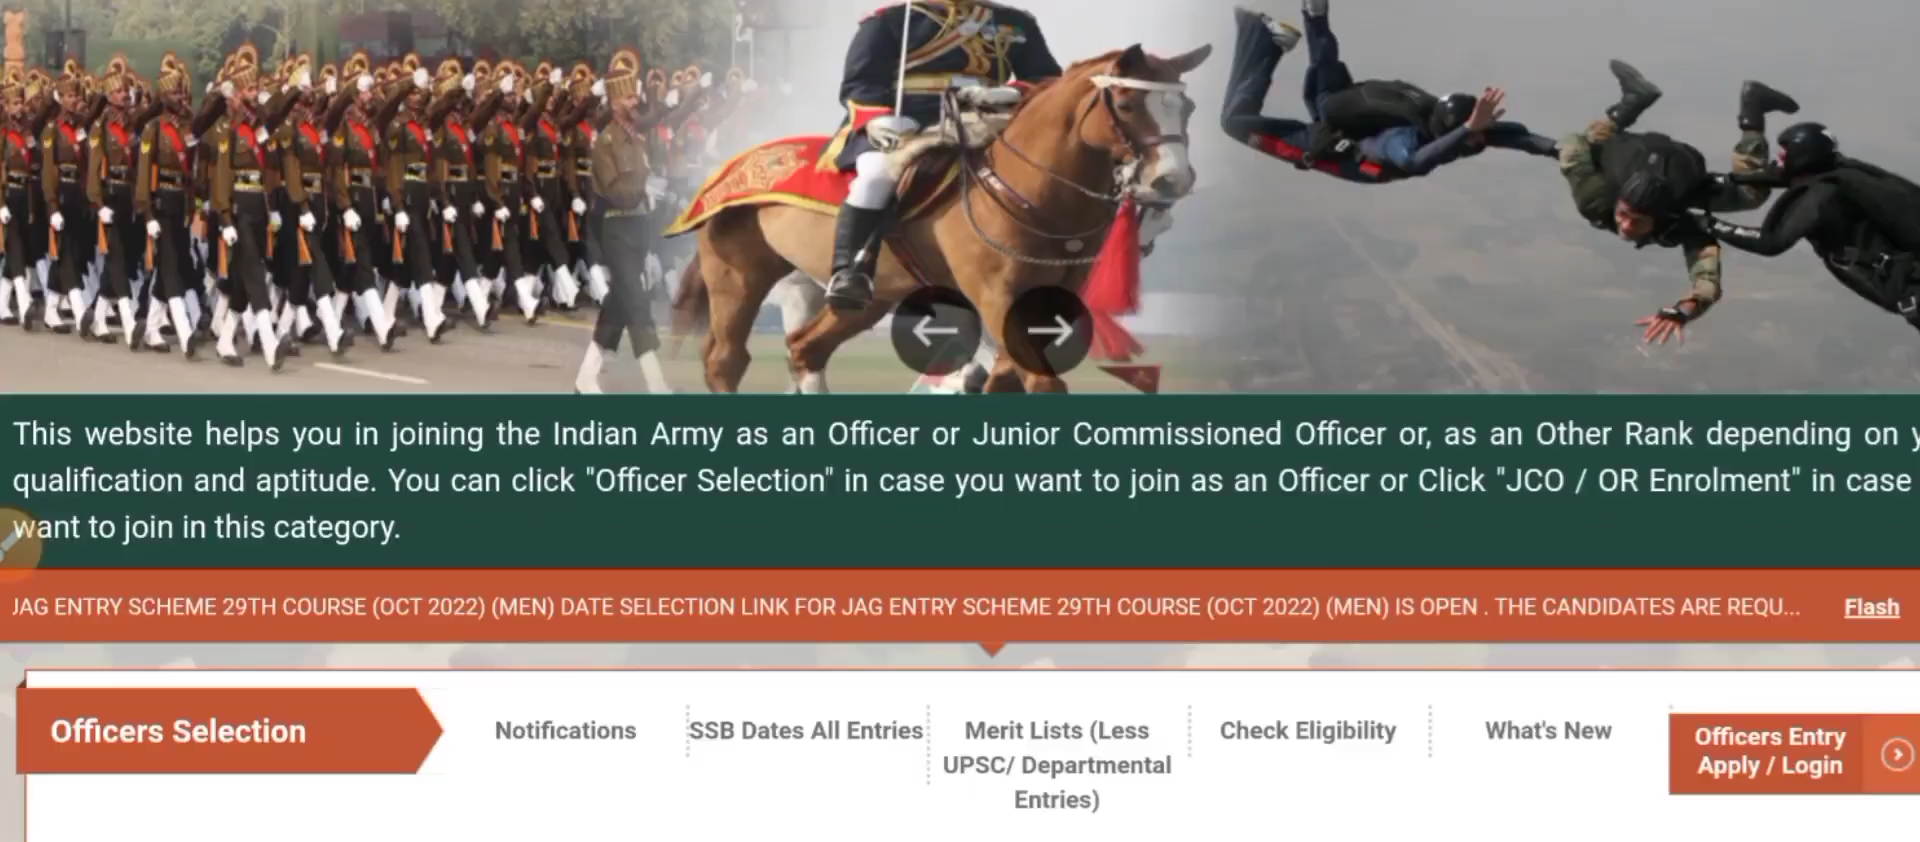 This website helps you in joining the Indian Army as an Officer or Junior Commissioned Officer or, as an Other Rank depending on
qualification and aptitude. You can click "Officer Selection" in case you want to join as an Officer or Click "JCO / OR Enrolment" in case
want to join in this category.
JAG ENTRY SCHEME 29TH COURSE (OCT 2022) (MEN) DATE SELECTION LINK FOR JAG ENTRY SCHEME 29TH COURSE (OCT 2022) (MEN) IS OPEN . THE CANDIDATES ARE REQU... Flash
Officers Selection
Notifications
SSB Dates All Entries
Merit Lists (Less
UPSC/ Departmental
Entries)
Check Eligibility
What's New
Officers Entry
Apply / Login